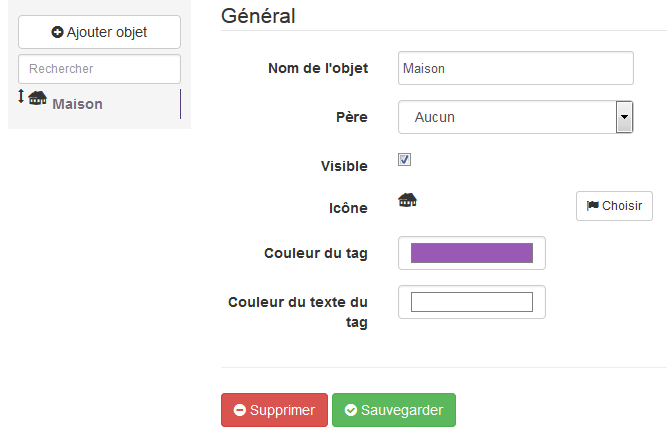 Ajouter objet
Rechercher
Maison
Général
Nom de l'objet Maison
Père Aucun
Visible
Icône Choisir
Couleur du tag
Couleur du texte du
tag
Supprimer Sauvegarder